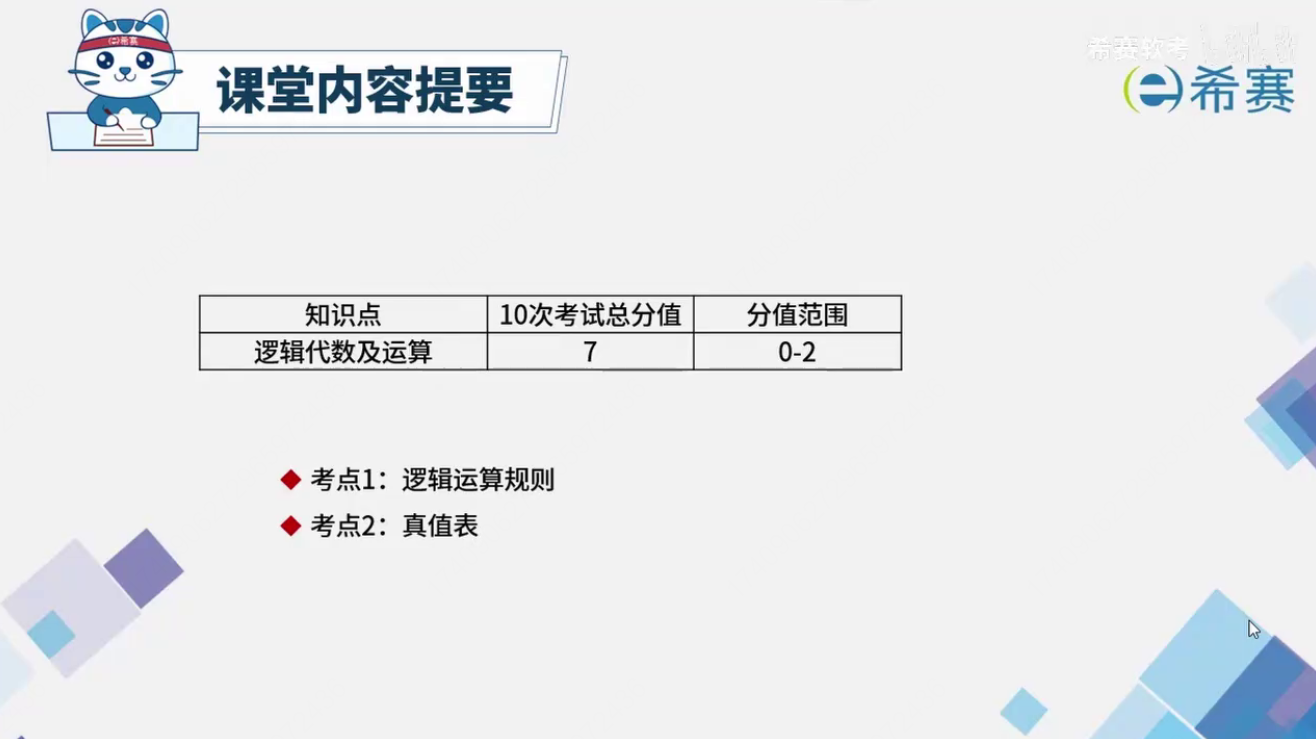 希赛
课堂内容提要
希赛软考
希赛
知识点 10次考试总分值 分值范围
逻辑代数及运算 7 0-2
考点1：逻辑运算规则
考点2：真值表